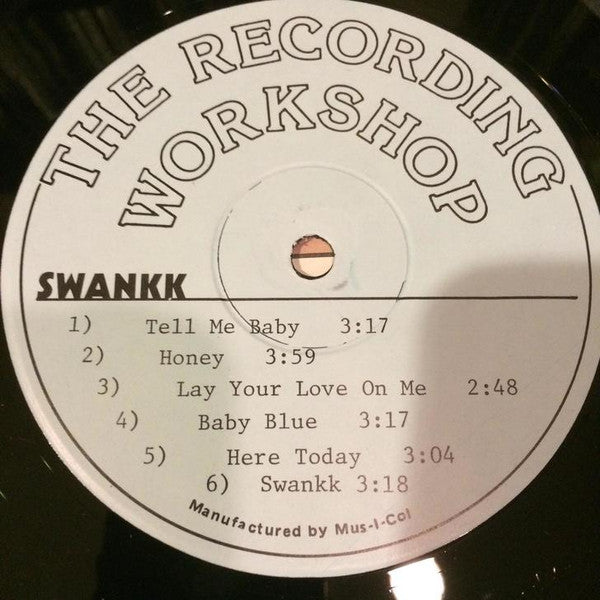 THE RECORDING
WORKSHOP
SWANKK
1) Tell Me Baby 3:17
2) Honey 3:59
3) Lay Your Love On Me 2:48
4) Baby Blue 3:17
5) Here Today 3:04
6) Swankk 3:18
Manufactured by Mus-I-Col